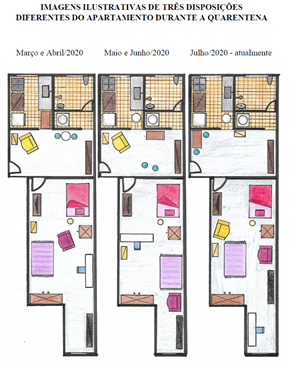 IMAGENS ILUSTRATIVAS DE TRÊS DISPOSIÇÕES
DIFERENTES DO APARTAMENTO DURANTE A QUARENTENA
Março e Abril/2020
Maio e Junho/2020
Julho/2020 - atualmente